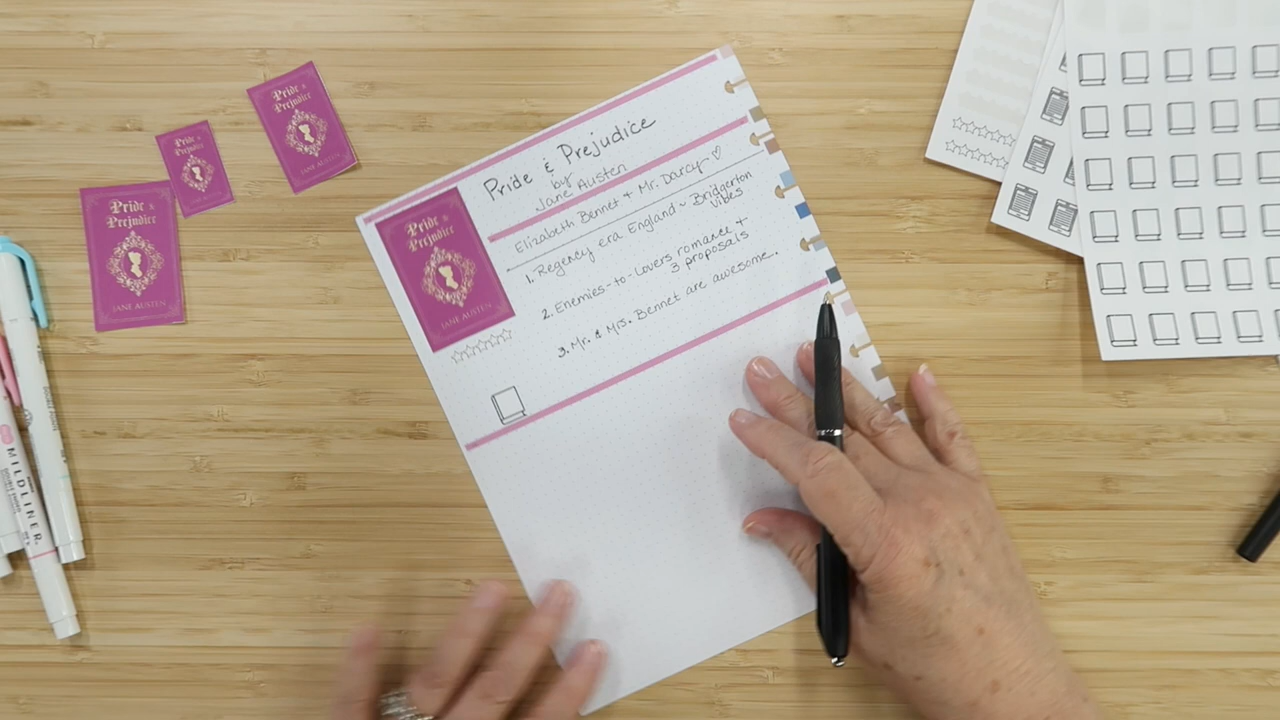 Pride &
Prejudice
JANE AUSTEN
Pride &
Prejudice
JANE AUSTEN
Pride &
Prejudice
JANE AUSTEN
Pride & Prejudice
by
Jane Austen
Elizabeth Bennet + Mr. Darcy ♡
1. Regency era England ~ Bridgerton
vibes
2. Enemies-to-Lovers romance +
3 proposals
3. Mr. & Mrs. Bennet are awesome...
Pride &
Prejudice
JANE AUSTEN
MILDLINER